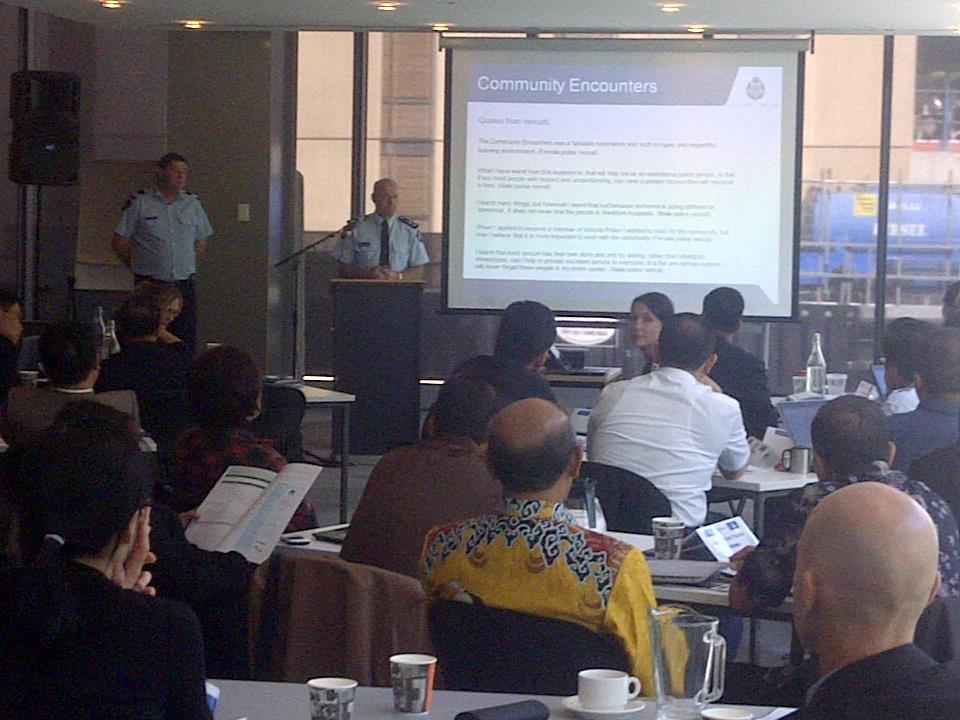 Community Encounters
Quotes from recruits
The Community Encounters was a fantastic experience and such an open and respectful
learning environment. (Female police recruit)
What I have learnt from this experience, that will help me as an operational police person, is that
if you treat people with respect and understanding, you have a greater chance they will respond
in kind. (Male police recruit)
I learnt many things, but foremost I learnt that just because someone is acting different or
'abnormal', it does not mean that the person is therefore incapable. (Male police recruit)
When I applied to become a member of Victoria Police I wanted to work for the community, but
now I believe that it is more important to work with the community (Female police recruit)
I learnt that each person has their own story and only by asking, rather than relying on
stereotypes, can I help to provide excellent service to everyone, in a fair and ethical manner. I
will never forget these people in my entire career. (Male police recruit)